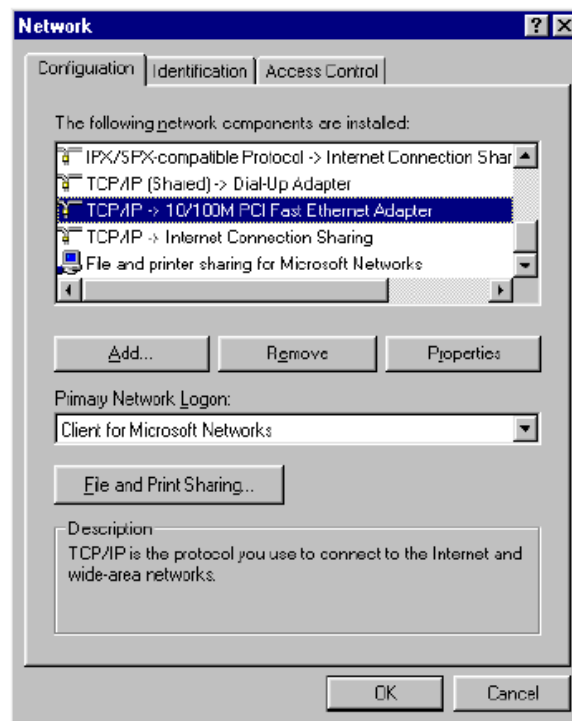 Network
Configuration Identification Access Control
The following network components are installed:
IPX/SPX-compatible Protocol -> Internet Connection Shar
TCP/IP (Shared) -> Dial-Up Adapter
TCP/IP -> 10/100M PCI Fast Ethernet Adapter
TCP/IP -> Internet Connection Sharing
File and printer sharing for Microsoft Networks
Add... Remove Properties
Primary Network Logon:
Client for Microsoft Networks
File and Print Sharing...
Description
TCP/IP is the protocol you use to connect to the Internet and
wide-area networks.
OK Cancel